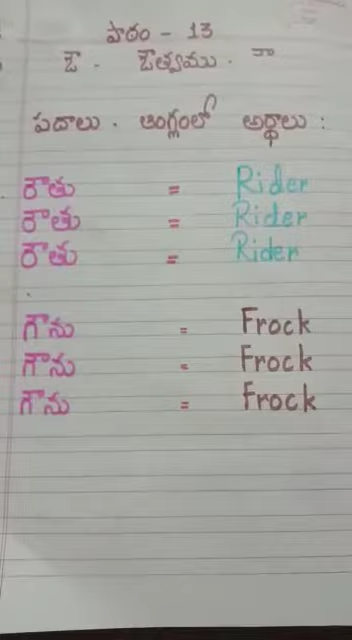 పాఠం - 13
ఔ - ఔత్వము - ౌ
పదాలు - ఆంగ్లంలో అర్థాలు :
రౌతు = Rider
రౌతు = Rider
రౌతు = Rider
గౌను = Frock
గౌను = Frock
గౌను = Frock